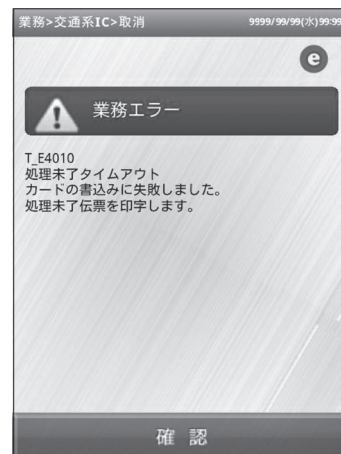 業務>交通系IC>取消 9999/99/99(水)99:99
e
業務エラー
T_E4010
処理未了タイムアウト
カードの書込みに失敗しました。
処理未了伝票を印字します。
確 認